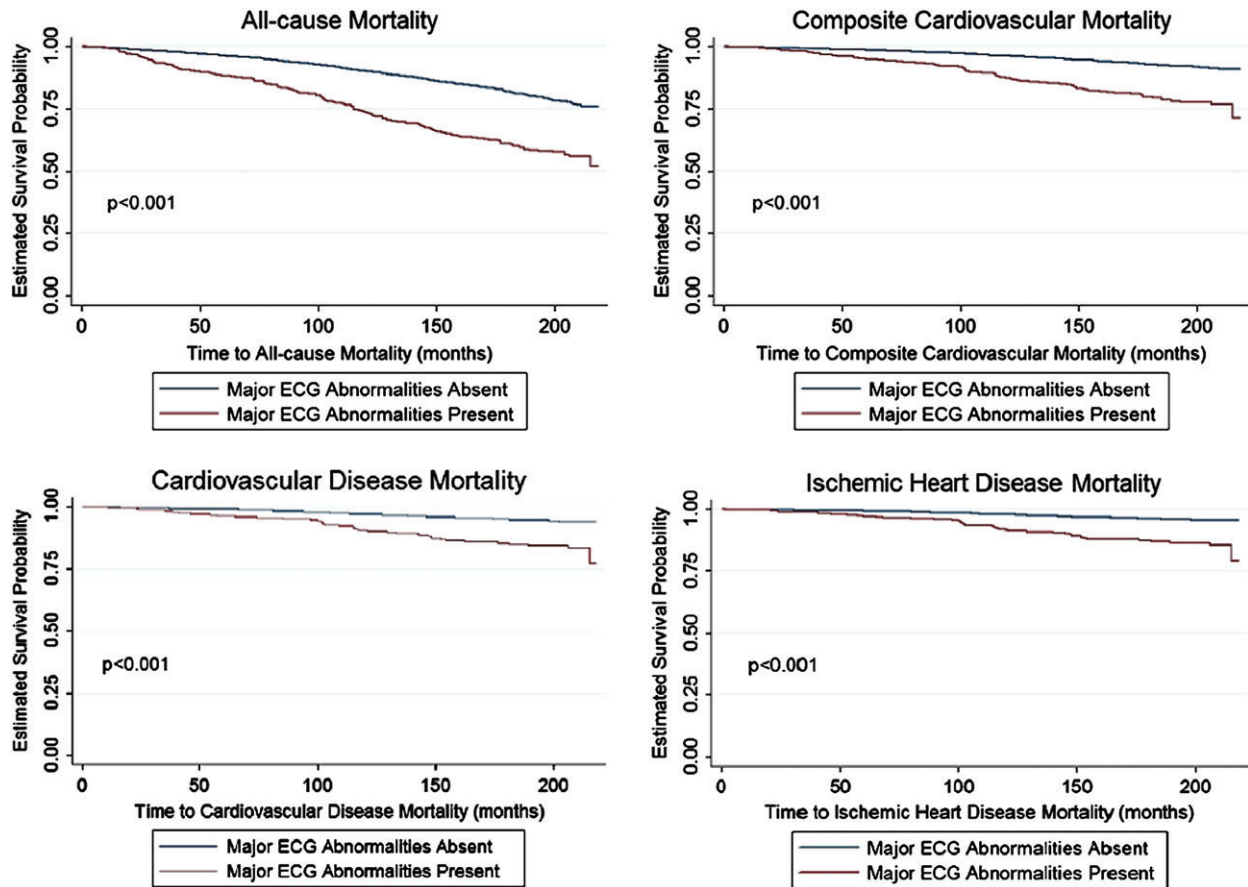 All-cause Mortality
Estimated Survival Probability
1.00
0.75
0.50
0.25
0.00
p<0.001
0 50 100 150 200
Time to All-cause Mortality (months)
Major ECG Abnormalities Absent
Major ECG Abnormalities Present
Composite Cardiovascular Mortality
Estimated Survival Probability
1.00
0.75
0.50
0.25
0.00
p<0.001
0 50 100 150 200
Time to Composite Cardiovascular Mortality (months)
Major ECG Abnormalities Absent
Major ECG Abnormalities Present
Cardiovascular Disease Mortality
Estimated Survival Probability
1.00
0.75
0.50
0.25
0.00
p<0.001
0 50 100 150 200
Time to Cardiovascular Disease Mortality (months)
Major ECG Abnormalities Absent
Major ECG Abnormalities Present
Ischemic Heart Disease Mortality
Estimated Survival Probability
1.00
0.75
0.50
0.25
0.00
p<0.001
0 50 100 150 200
Time to Ischemic Heart Disease Mortality (months)
Major ECG Abnormalities Absent
Major ECG Abnormalities Present